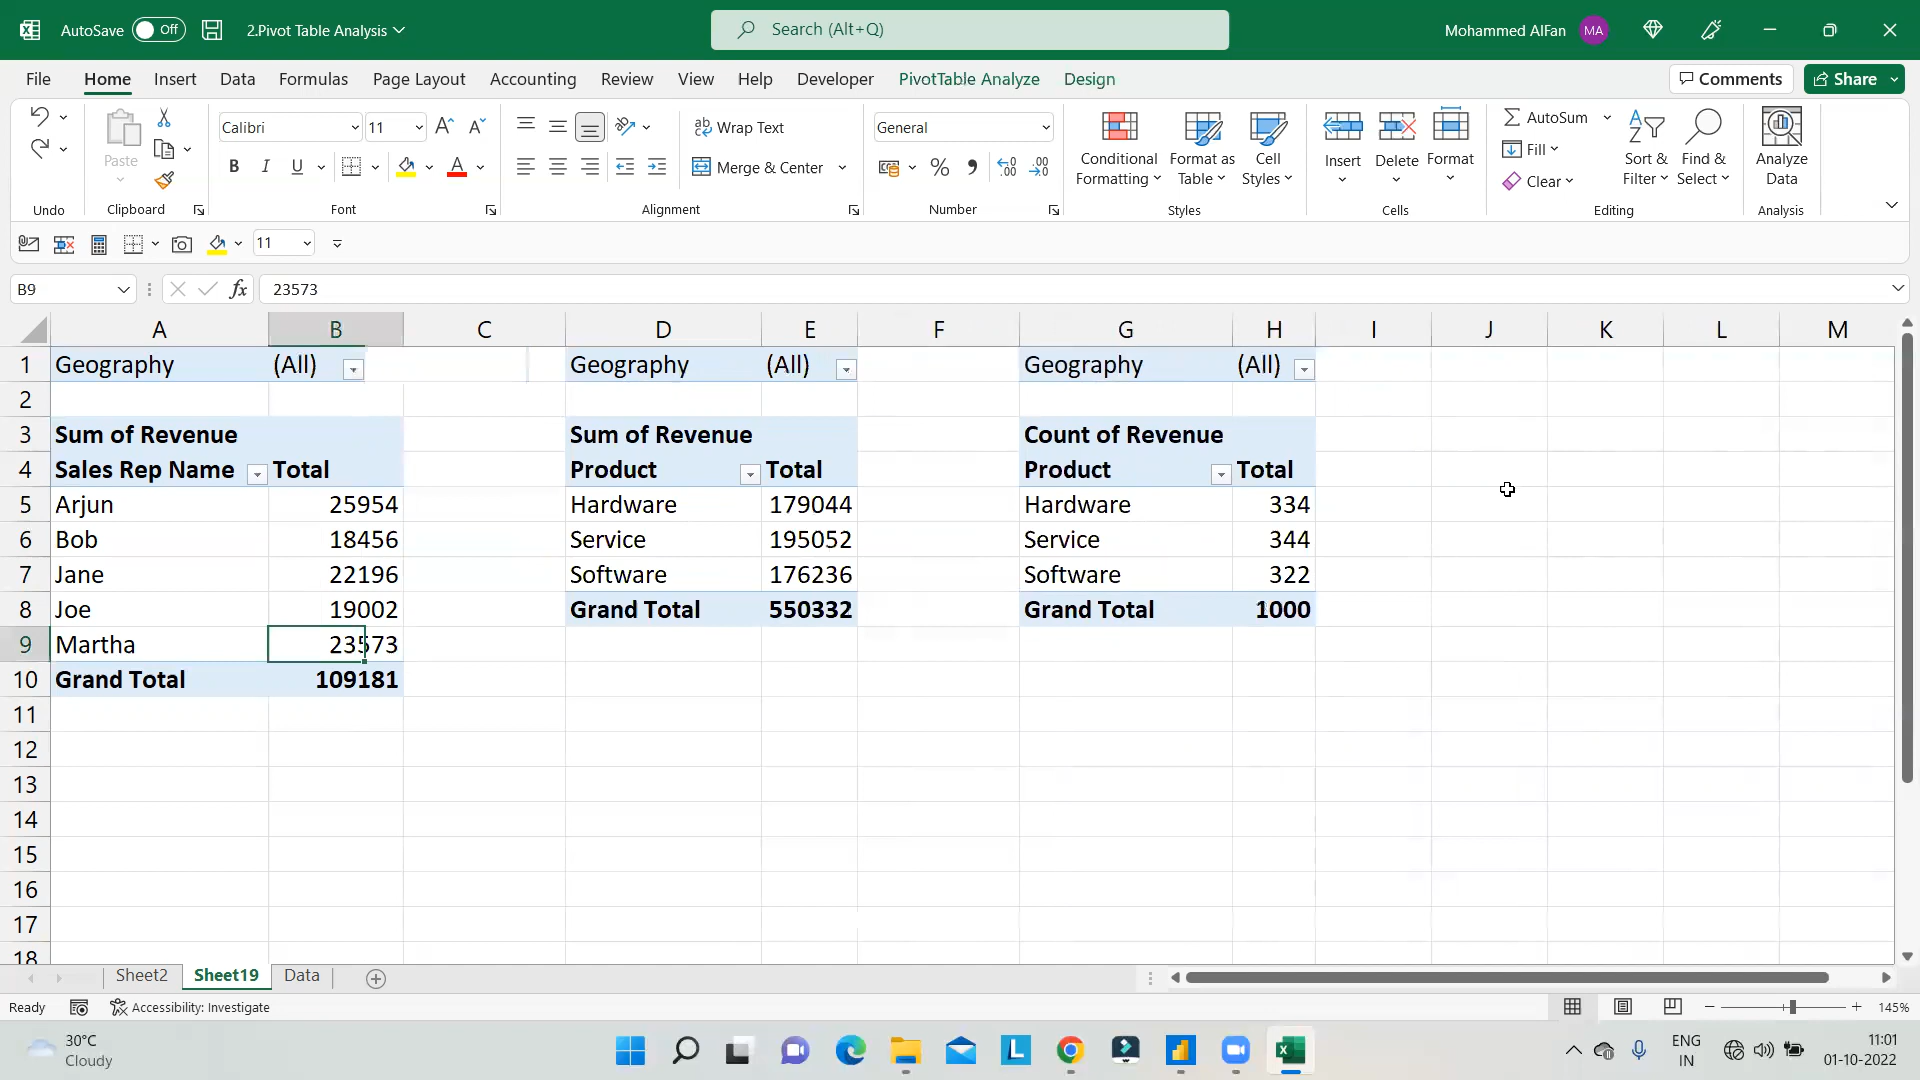 AutoSave Off 2.Pivot Table Analysis Search (Alt+Q) Mohammed AlFan MA
File Home Insert Data Formulas Page Layout Accounting Review View Help Developer PivotTable Analyze Design Comments Share
Calibri 11 Wrap Text General AutoSum
Paste B I U Merge & Center Conditional Formatting Format as Table Cell Styles Insert Delete Format Fill Clear Sort & Filter Find & Select Analyze Data
Undo Clipboard Font Alignment Number Styles Cells Editing Analysis
11
B9 fx 23573
A B C D E F G H I J K L M
1 Geography (All) Geography (All) Geography (All)
2
3 Sum of Revenue Sum of Revenue Count of Revenue
4 Sales Rep Name Total Product Total Product Total
5 Arjun 25954 Hardware 179044 Hardware 334
6 Bob 18456 Service 195052 Service 344
7 Jane 22196 Software 176236 Software 322
8 Joe 19002 Grand Total 550332 Grand Total 1000
9 Martha 23573
10 Grand Total 109181
11
12
13
14
15
16
17
18
Sheet2 Sheet19 Data
Ready Accessibility: Investigate 145%
30°C ENG 11:01
Cloudy IN 01-10-2022